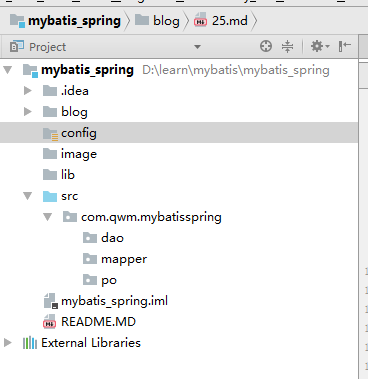 mybatis_spring blog 25.md
Project
mybatis_spring D:\learn\mybatis\mybatis_spring
.idea
blog
config
image
lib
src
com.qwm.mybatisspring
dao
mapper
po
mybatis_spring.iml
README.MD
External Libraries